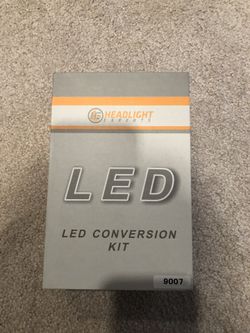 HEADLIGHT
EXPERTS
LED
LED CONVERSION
KIT
9007